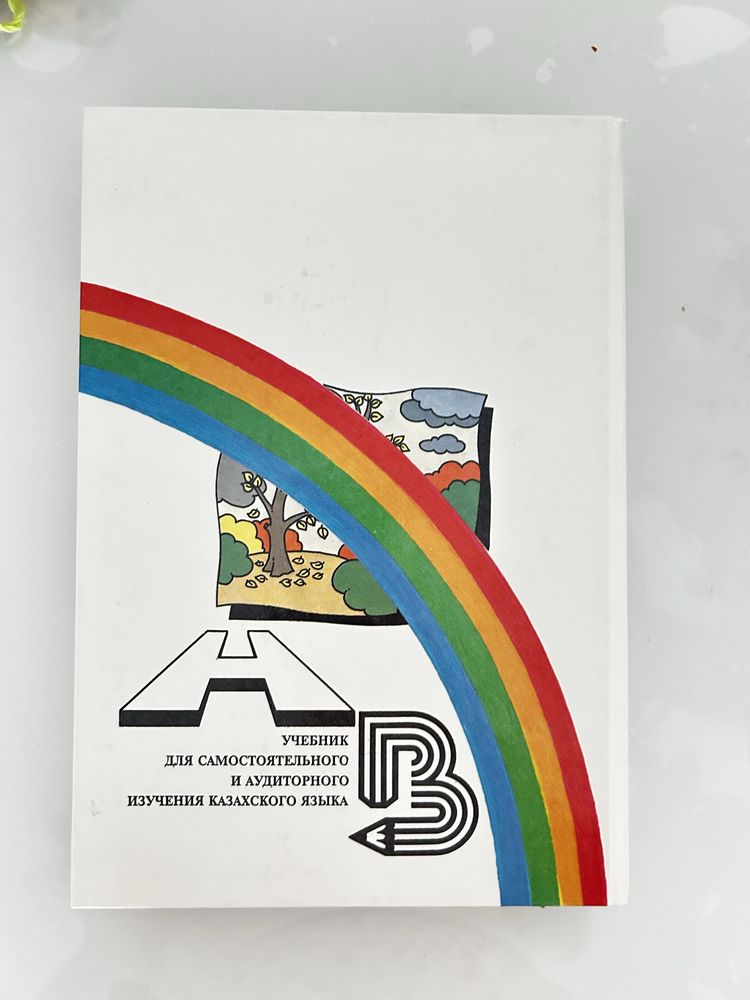 Н
УЧЕБНИК
ДЛЯ САМОСТОЯТЕЛЬНОГО
И АУДИТОРНОГО
ИЗУЧЕНИЯ КАЗАХСКОГО ЯЗЫКА
В